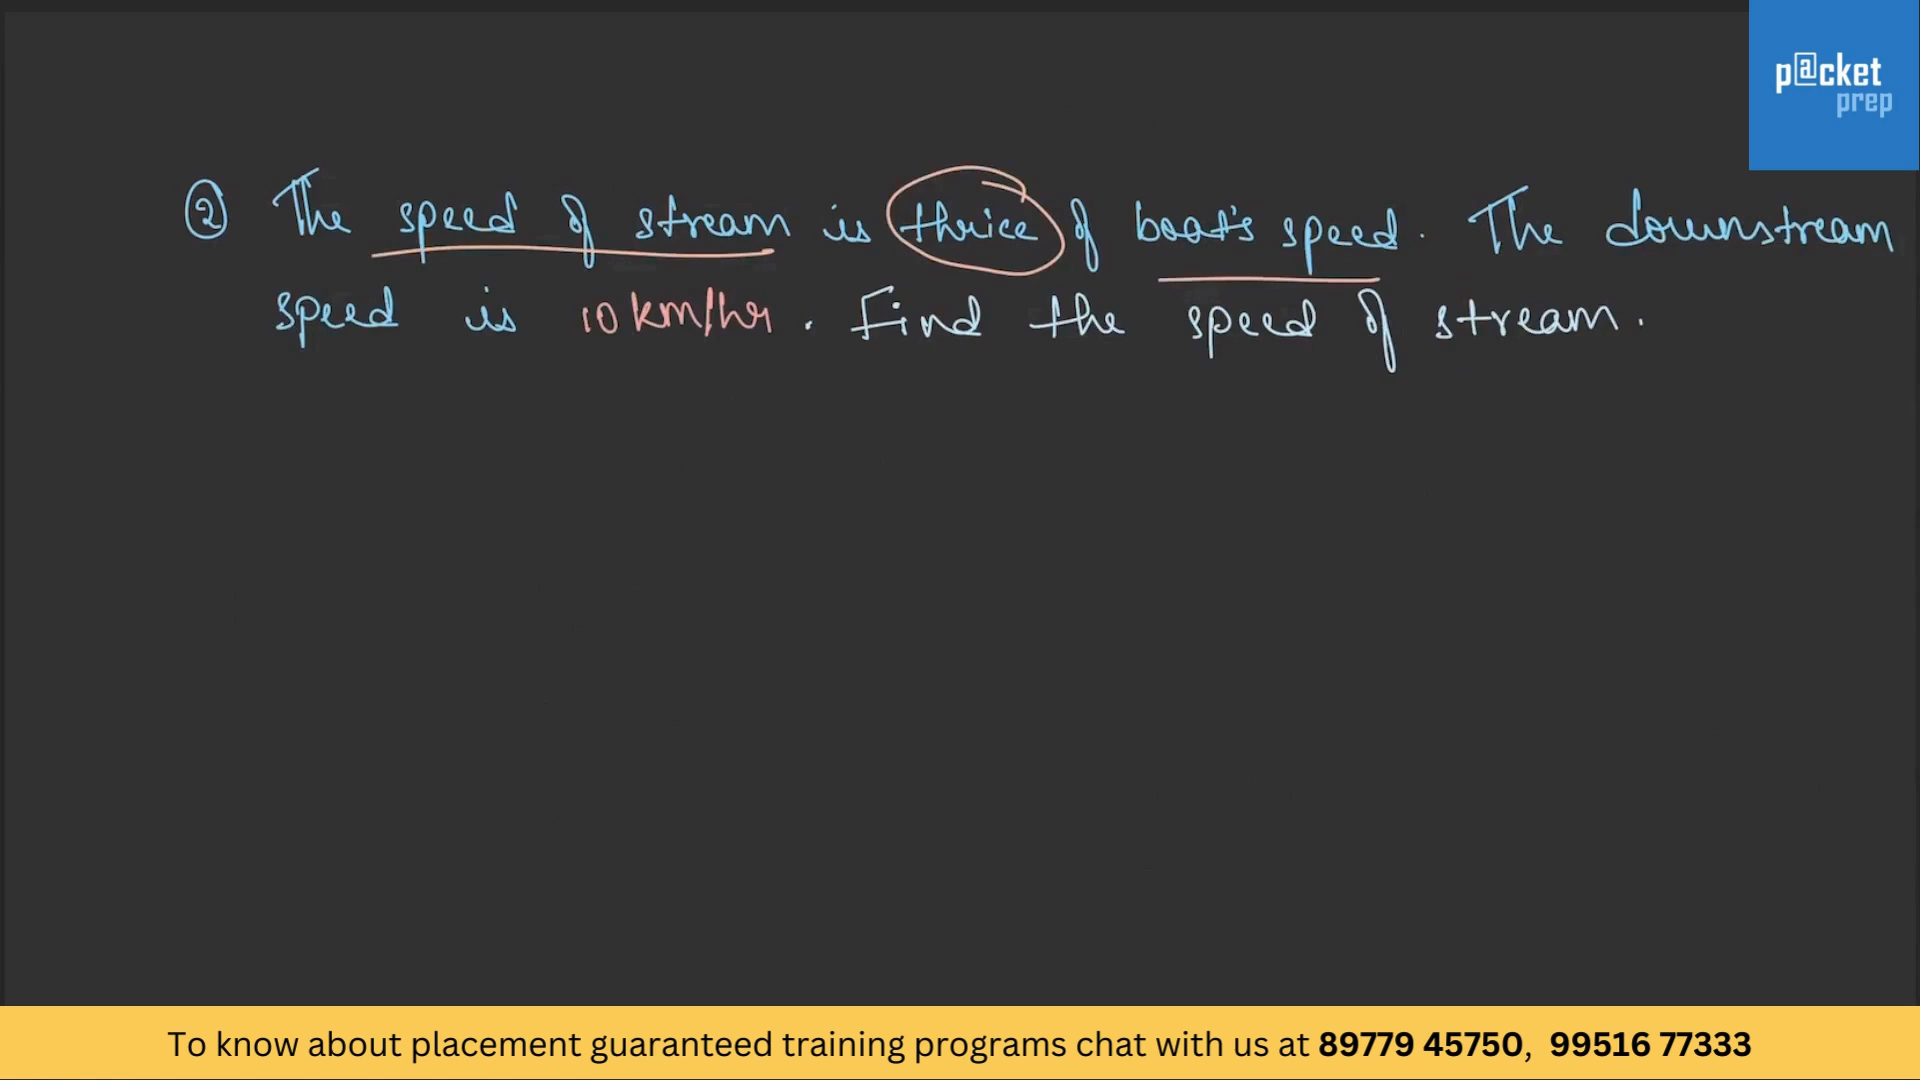 p@cket
prep
② The speed of stream is thrice of boat's speed. The downstream
speed is 10 km/hr. Find the speed of stream.
To know about placement guaranteed training programs chat with us at 89779 45750, 99516 77333